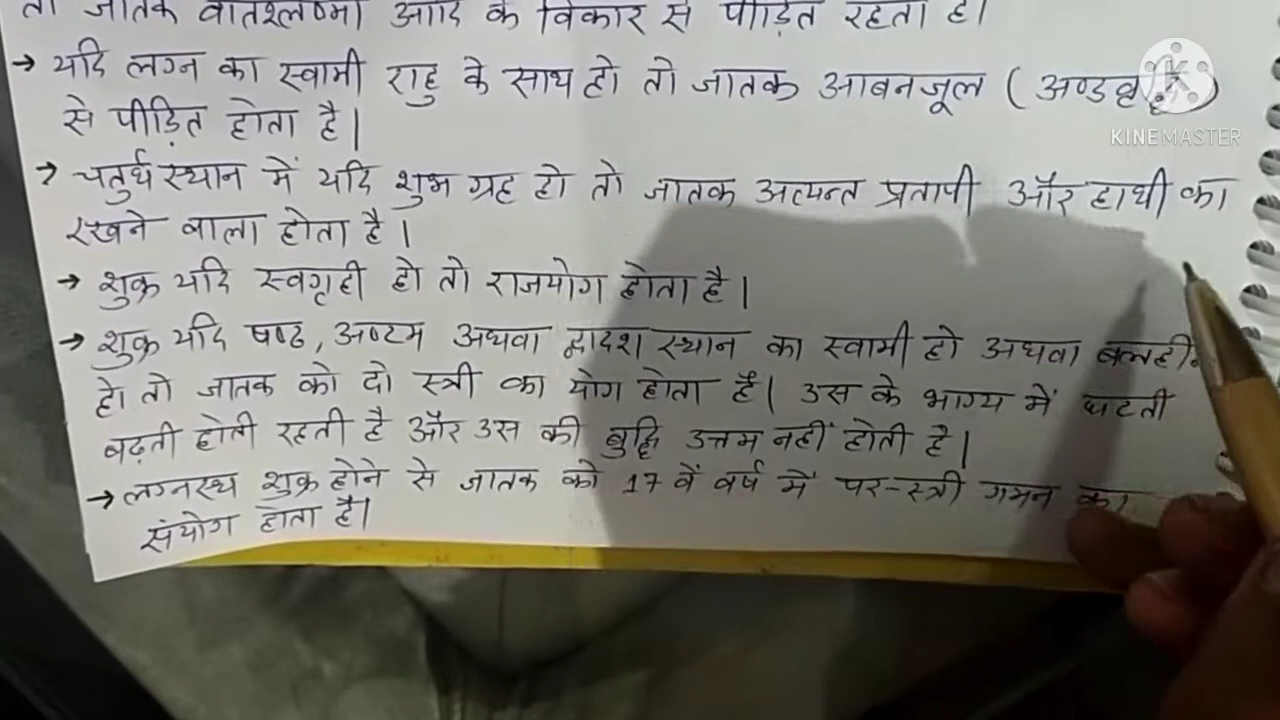 तो जातक वातश्लेष्मा आदि के विकार से पीड़ित रहता है।
→ यदि लग्न का स्वामी राहु के साथ हो तो जातक आबनजूल (अण्डवृद्धि)
से पीड़ित होता है।
→ चतुर्थ स्थान में यदि शुभ ग्रह हो तो जातक अत्यन्त प्रतापी और हाथी का
रखने वाला होता है।
→ शुक्र यदि स्वगृही हो तो राजयोग होता है।
→ शुक्र यदि षष्ठ, अष्टम अथवा द्वादश स्थान का स्वामी हो अथवा बलहीन
हो तो जातक को दो स्त्री का योग होता है। उस के भाग्य में घटती
बढ़ती होती रहती है और उस की बुद्धि उत्तम नहीं होती है।
→ लग्नस्थ शुक्र होने से जातक को 17 वें वर्ष में पर-स्त्री गमन का
संयोग होता है।
KINEMASTER